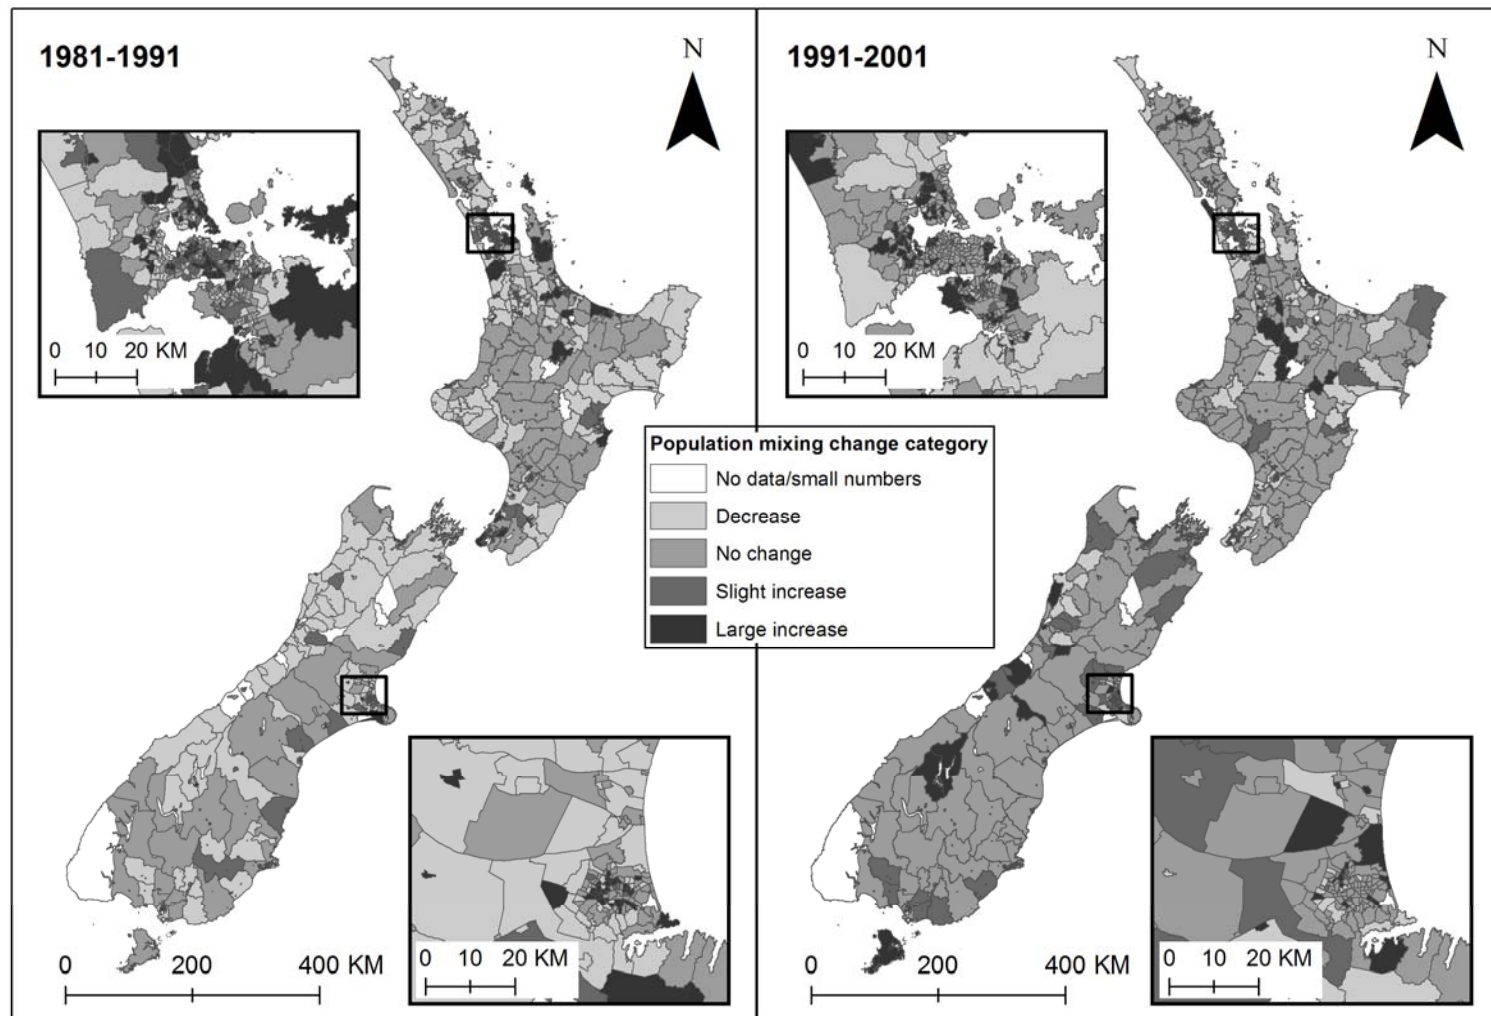 1981-1991
N
0 10 20 KM
0 10 20 KM
0 200 400 KM
Population mixing change category
No data/small numbers
Decrease
No change
Slight increase
Large increase
1991-2001
N
0 10 20 KM
0 10 20 KM
0 200 400 KM